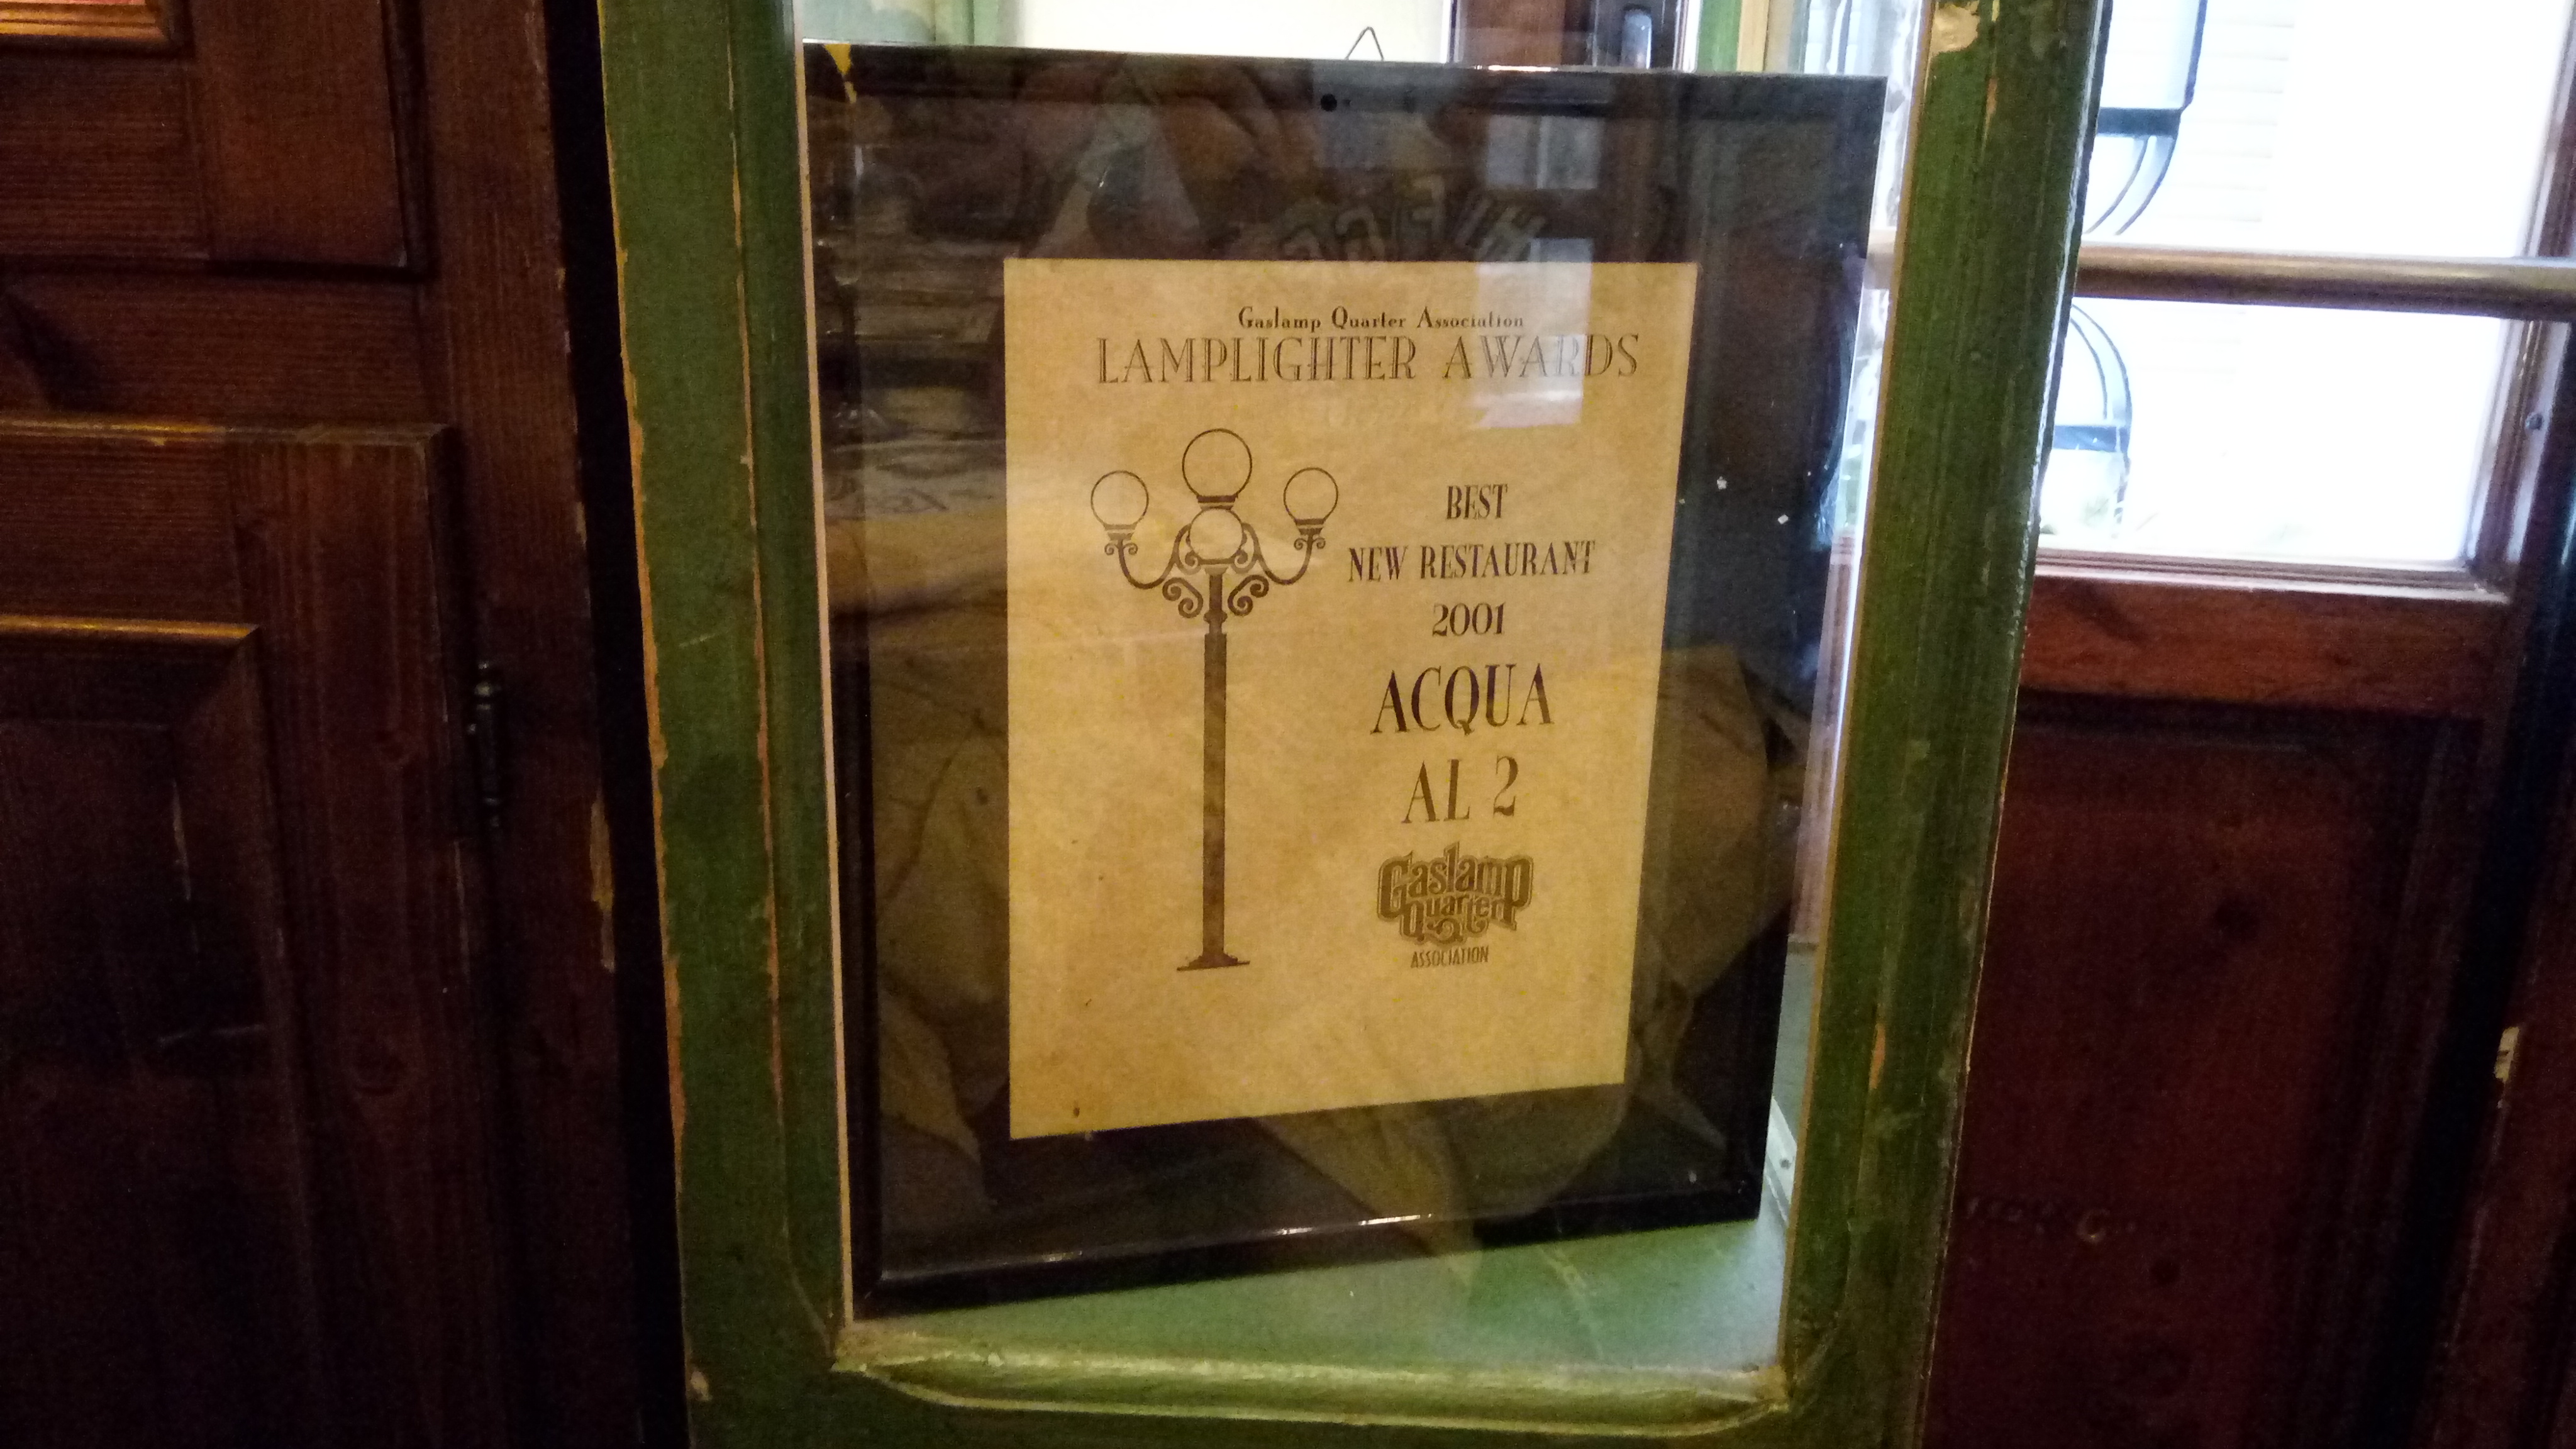 Gaslamp Quarter Association
LAMPLIGHTER AWARDS
BEST
NEW RESTAURANT
2001
ACQUA
AL 2
Gaslamp
Quarter
ASSOCIATION